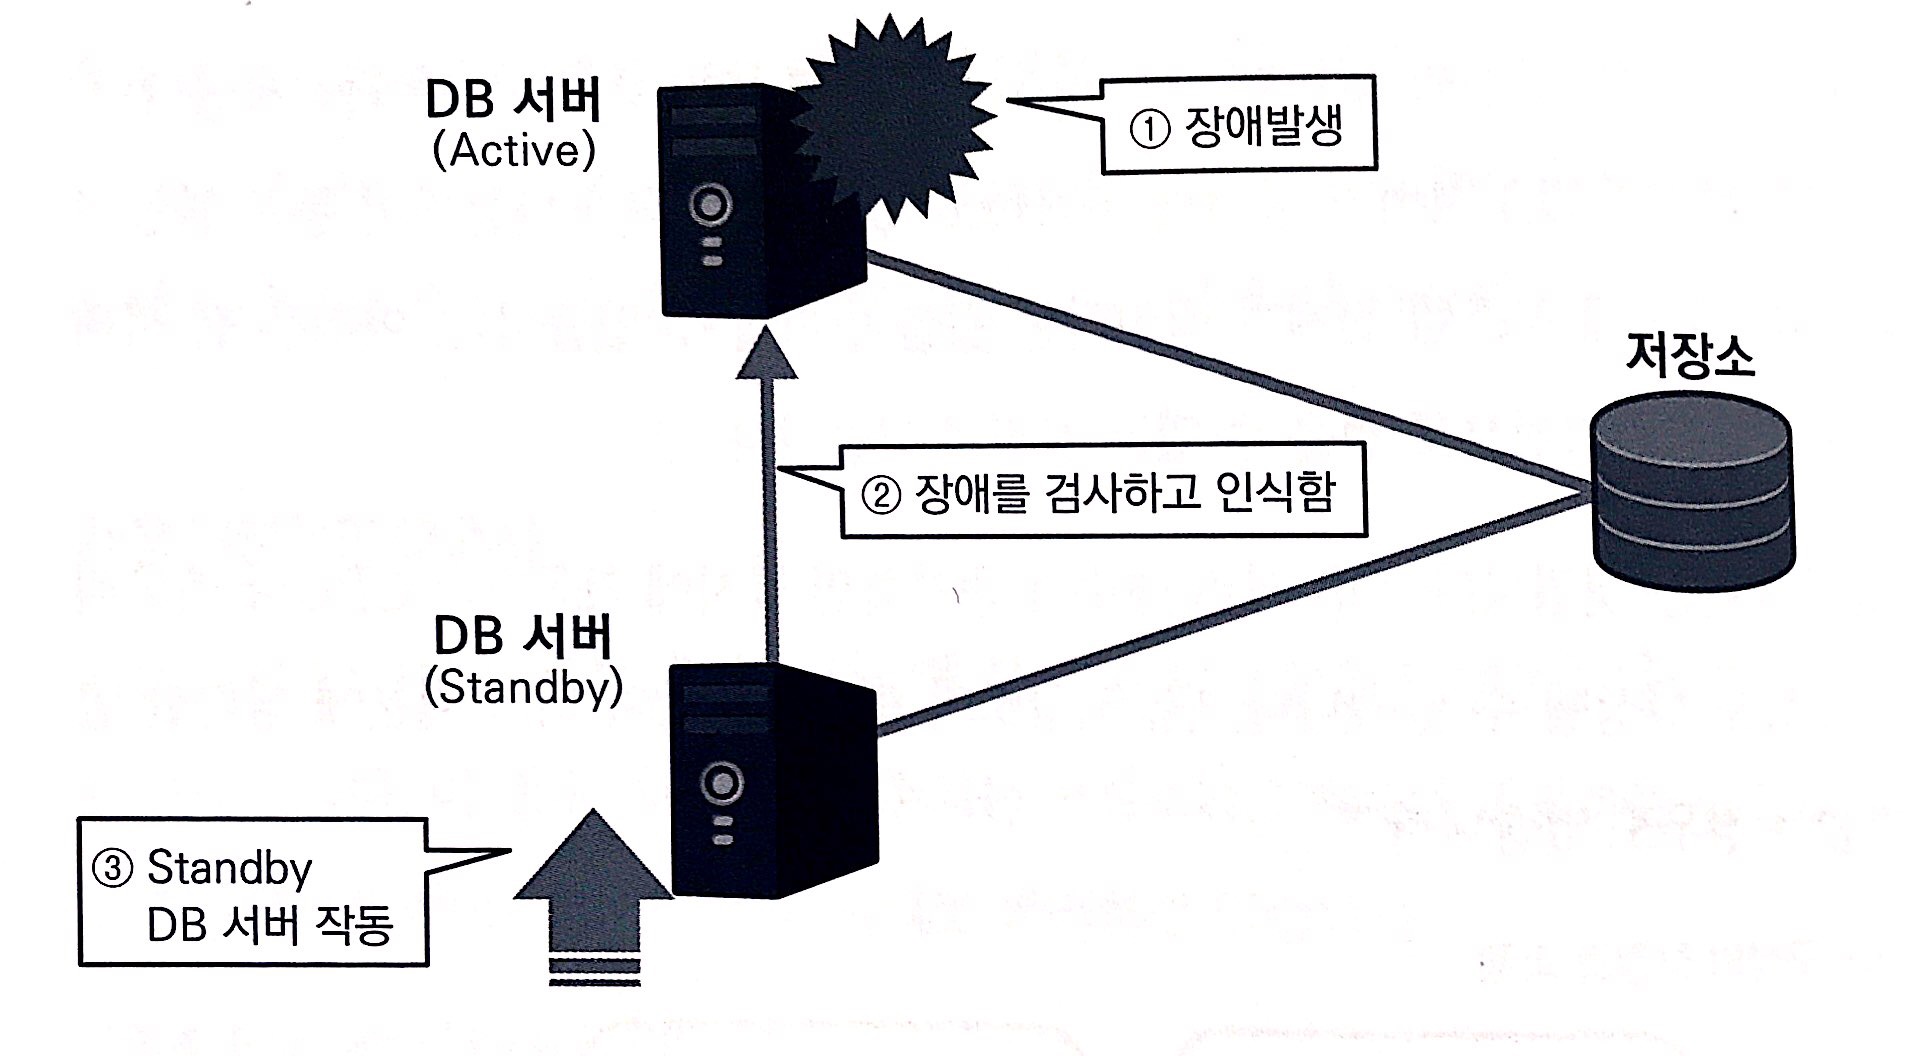 DB 서버
(Active)
① 장애발생
저장소
② 장애를 검사하고 인식함
DB 서버
(Standby)
③ Standby
DB 서버 작동